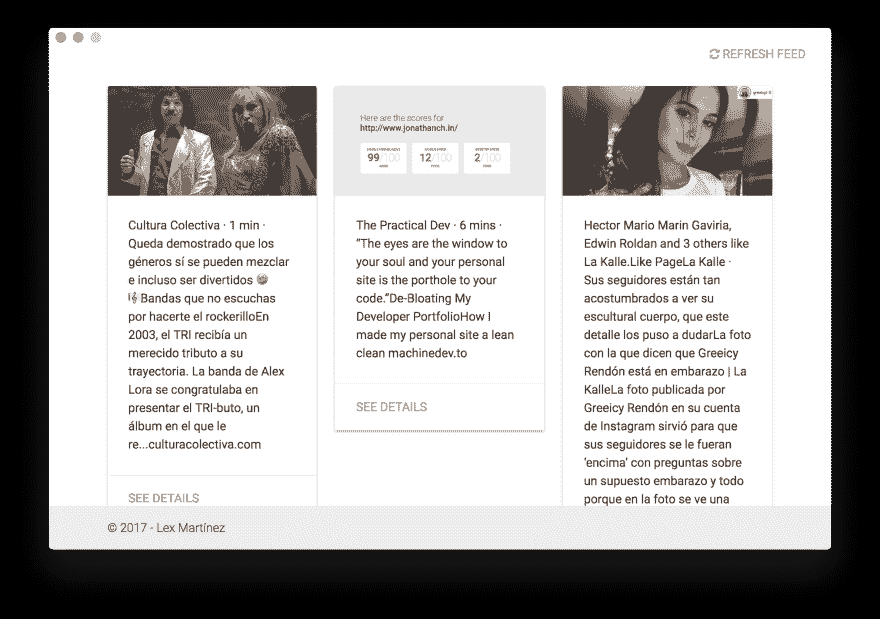 REFRESH FEED
Here are the scores for
http://www.jonathanch.in/
99/100
12/100
2/100
Cultura Colectiva · 1 min ·
Queda demostrado que los
géneros sí se pueden mezclar
e incluso ser divertidos
Bandas que no escuchas
por hacerte el rockerilloEn
2003, el TRI recibía un
merecido tributo a su
trayectoria. La banda de Alex
Lora se congratulaba en
presentar el TRI-buto, un
álbum en el que le
re...culturacolectiva.com
SEE DETAILS
The Practical Dev · 6 mins ·
“The eyes are the window to
your soul and your personal
site is the porthole to your
code.”De-Bloating My
Developer PortfolioHow I
made my personal site a lean
clean machinedev.to
SEE DETAILS
Hector Mario Marin Gaviria,
Edwin Roldan and 3 others like
La Kalle.Like PageLa Kalle ·
Sus seguidores están tan
acostumbrados a ver su
escultural cuerpo, que este
detalle los puso a dudarLa foto
con la que dicen que Greeicy
Rendón está en embarazo | La
KalleLa foto publicada por
Greeicy Rendón en su cuenta
de Instagram sirvió para que
sus seguidores se le fueran
‘encima’ con preguntas sobre
un supuesto embarazo y todo
porque en la foto se ve una
© 2017 - Lex Martínez